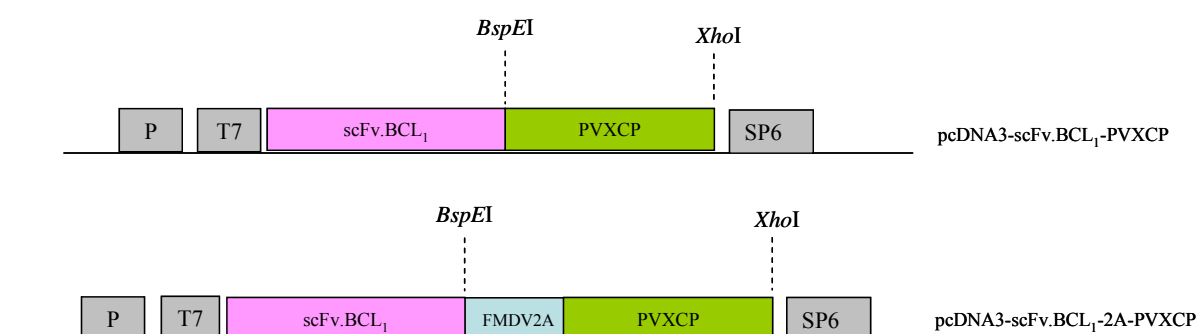 BspEI
XhoI
P T7 scFv.BCL1 PVXCP SP6 pcDNA3-scFv.BCL1-PVXCP
BspEI
XhoI
P T7 scFv.BCL1 FMDV2A PVXCP SP6 pcDNA3-scFv.BCL1-2A-PVXCP